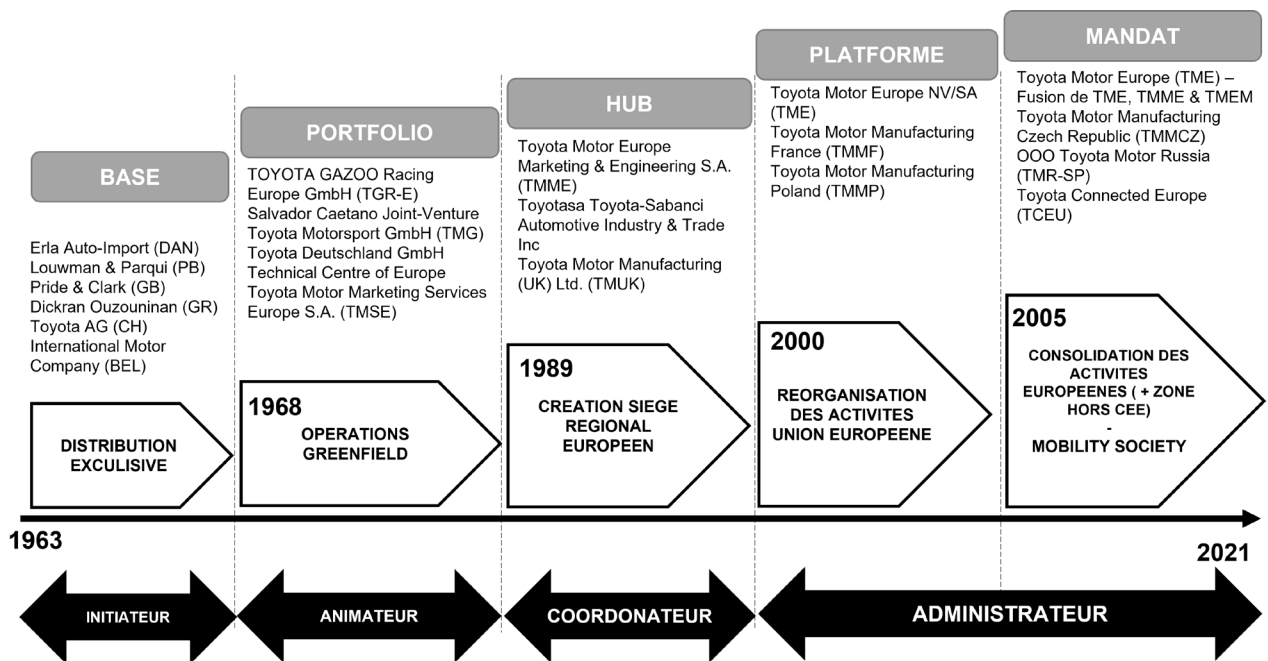 BASE
Erla Auto-Import (DAN)
Louwman & Parqui (PB)
Pride & Clark (GB)
Dickran Ouzouninan (GR)
Toyota AG (CH)
International Motor
Company (BEL)
DISTRIBUTION
EXCULISIVE
PORTFOLIO
TOYOTA GAZOO Racing
Europe GmbH (TGR-E)
Salvador Caetano Joint-Venture
Toyota Motorsport GmbH (TMG)
Toyota Deutschland GmbH
Technical Centre of Europe
Toyota Motor Marketing Services
Europe S.A. (TMSE)
1968
OPERATIONS
GREENFIELD
HUB
Toyota Motor Europe
Marketing & Engineering S.A.
(TMME)
Toyotasa Toyota-Sabanci
Automotive Industry & Trade
Inc
Toyota Motor Manufacturing
(UK) Ltd. (TMUK)
1989
CREATION SIEGE
REGIONAL
EUROPEEN
PLATFORME
Toyota Motor Europe NV/SA
(TME)
Toyota Motor Manufacturing
France (TMMF)
Toyota Motor Manufacturing
Poland (TMMP)
2000
REORGANISATION
DES ACTIVITES
UNION EUROPEENE
MANDAT
Toyota Motor Europe (TME) –
Fusion de TME, TMME & TMEM
Toyota Motor Manufacturing
Czech Republic (TMMCZ)
OOO Toyota Motor Russia
(TMR-SP)
Toyota Connected Europe
(TCEU)
2005
CONSOLIDATION DES
ACTIVITES
EUROPEENES ( + ZONE
HORS CEE)
-
MOBILITY SOCIETY
1963
2021
INITIATEUR
ANIMATEUR
COORDONATEUR
ADMINISTRATEUR